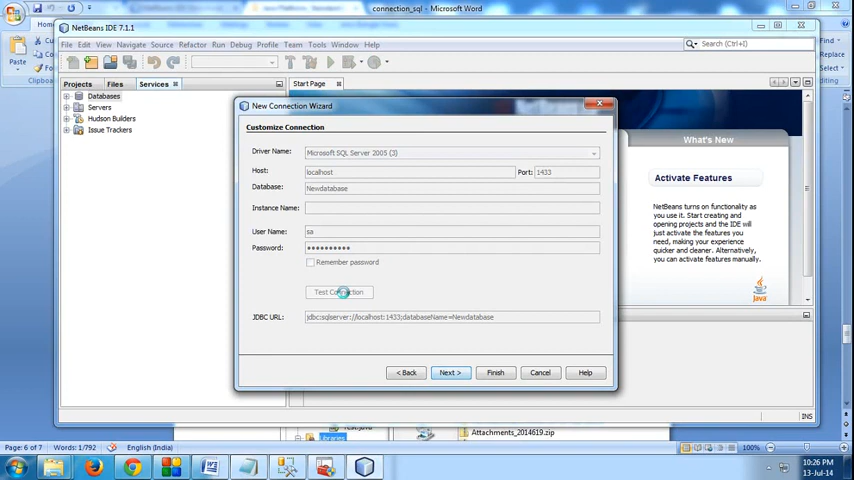 connection_sql - Microsoft Word
NetBeans IDE 7.1.1
File Edit View Navigate Source Refactor Run Debug Profile Team Tools Window Help
Search (Ctrl+I)
Paste
Find
Replace
Select
Projects Files Services
Start Page
Databases
Servers
Hudson Builders
Issue Trackers
New Connection Wizard
Customize Connection
Driver Name: Microsoft SQL Server 2005 (3)
Host: localhost Port: 1433
Database: Newdatabase
Instance Name:
User Name: sa
Password: ••••••••••
Remember password
Test Connection
JDBC URL: jdbc:sqlserver://localhost:1433;databaseName=Newdatabase
< Back Next > Finish Cancel Help
What's New
Activate Features
NetBeans turns on functionality as
you use it. Start creating and
opening projects and the IDE
will just activate the features you
need, making your experience
quicker and cleaner. Alternatively,
you can activate features manually.
Java
INS
Libraries
Attachments_2014619.zip
Page: 6 of 7 Words: 1/792 English (India)
100%
10:26 PM
13-Jul-14